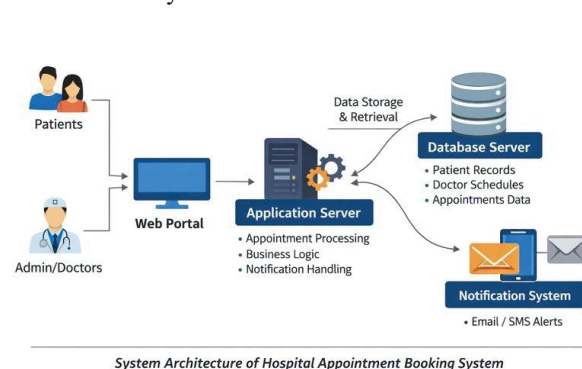 Patients
Admin/Doctors
Web Portal
Application Server
• Appointment Processing
• Business Logic
• Notification Handling
Data Storage
& Retrieval
Database Server
• Patient Records
• Doctor Schedules
• Appointments Data
Notification System
• Email / SMS Alerts
System Architecture of Hospital Appointment Booking System